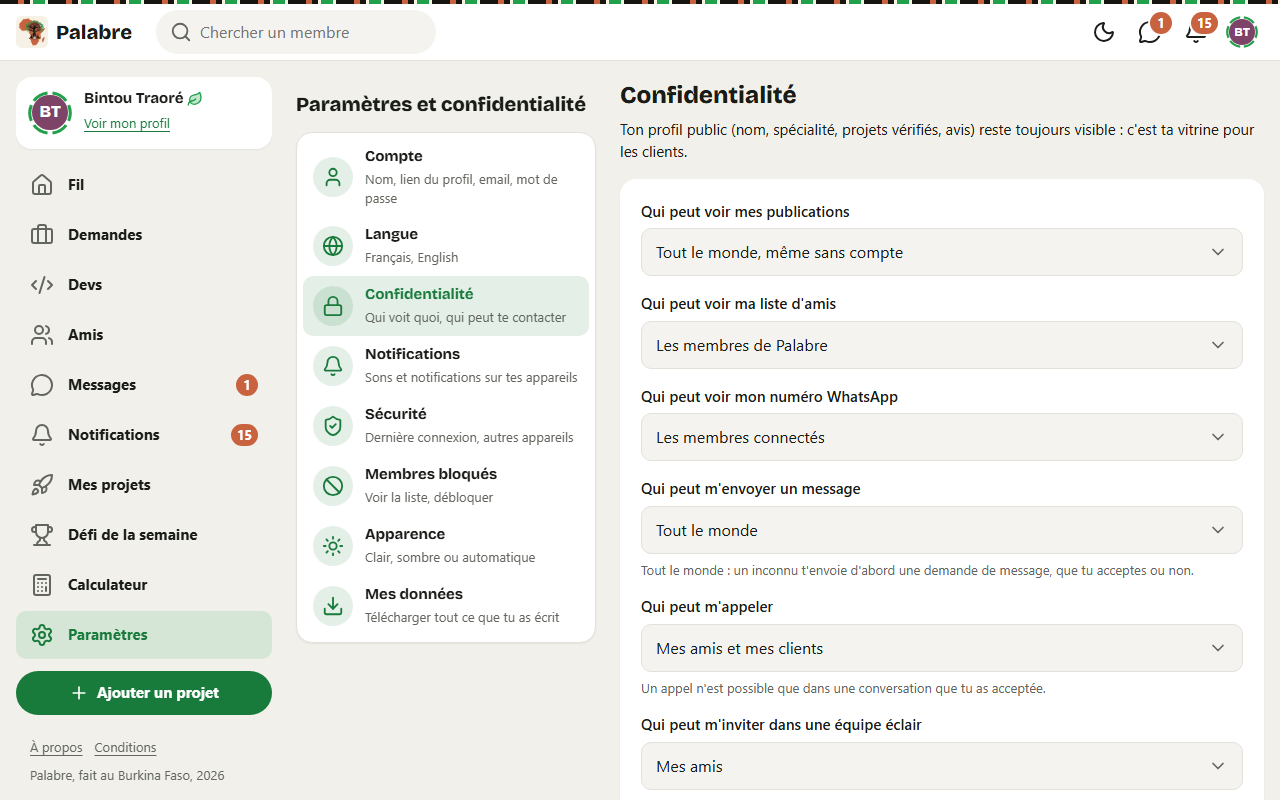 Palabre
Chercher un membre
1
15
BT
BT
Bintou Traoré
Voir mon profil
Fil
Demandes
Devs
Amis
Messages
1
Notifications
15
Mes projets
Défi de la semaine
Calculateur
Paramètres
Ajouter un projet
À propos
Conditions
Palabre, fait au Burkina Faso, 2026
Paramètres et confidentialité
Compte
Nom, lien du profil, email, mot de
passe
Langue
Français, English
Confidentialité
Qui voit quoi, qui peut te contacter
Notifications
Sons et notifications sur tes appareils
Sécurité
Dernière connexion, autres appareils
Membres bloqués
Voir la liste, débloquer
Apparence
Clair, sombre ou automatique
Mes données
Télécharger tout ce que tu as écrit
Confidentialité
Ton profil public (nom, spécialité, projets vérifiés, avis) reste toujours visible : c'est ta vitrine pour
les clients.
Qui peut voir mes publications
Tout le monde, même sans compte
Qui peut voir ma liste d'amis
Les membres de Palabre
Qui peut voir mon numéro WhatsApp
Les membres connectés
Qui peut m'envoyer un message
Tout le monde
Tout le monde : un inconnu t'envoie d'abord une demande de message, que tu acceptes ou non.
Qui peut m'appeler
Mes amis et mes clients
Un appel n'est possible que dans une conversation que tu as acceptée.
Qui peut m'inviter dans une équipe éclair
Mes amis